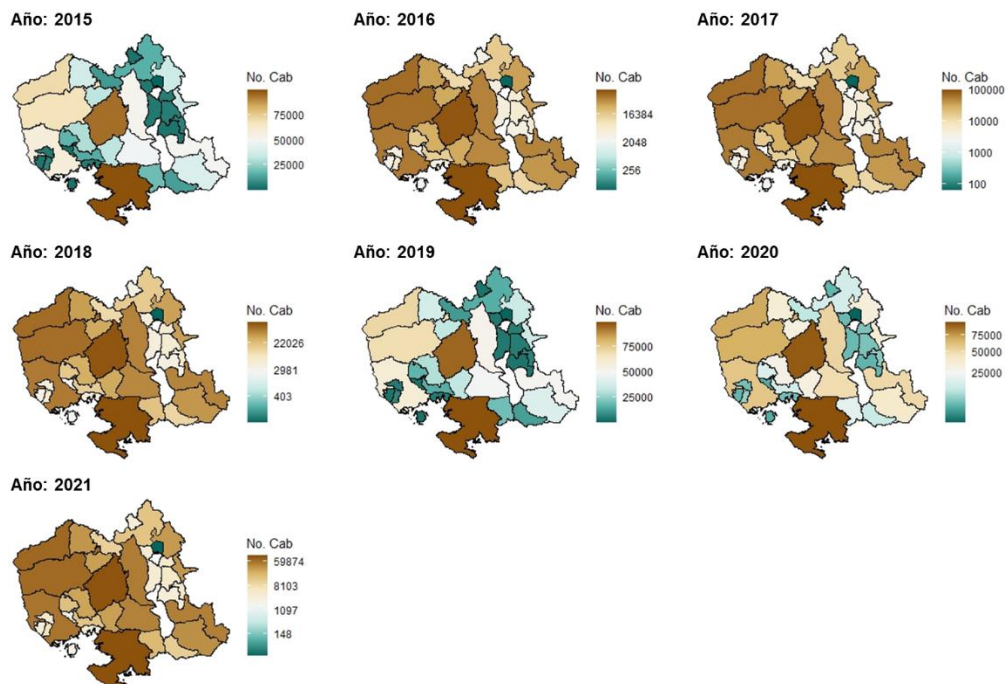 Año: 2015
No. Cab
75000
50000
25000
Año: 2016
No. Cab
16384
2048
256
Año: 2017
No. Cab
100000
10000
1000
100
Año: 2018
No. Cab
22026
2981
403
Año: 2019
No. Cab
75000
50000
25000
Año: 2020
No. Cab
75000
50000
25000
Año: 2021
No. Cab
59874
8103
1097
148